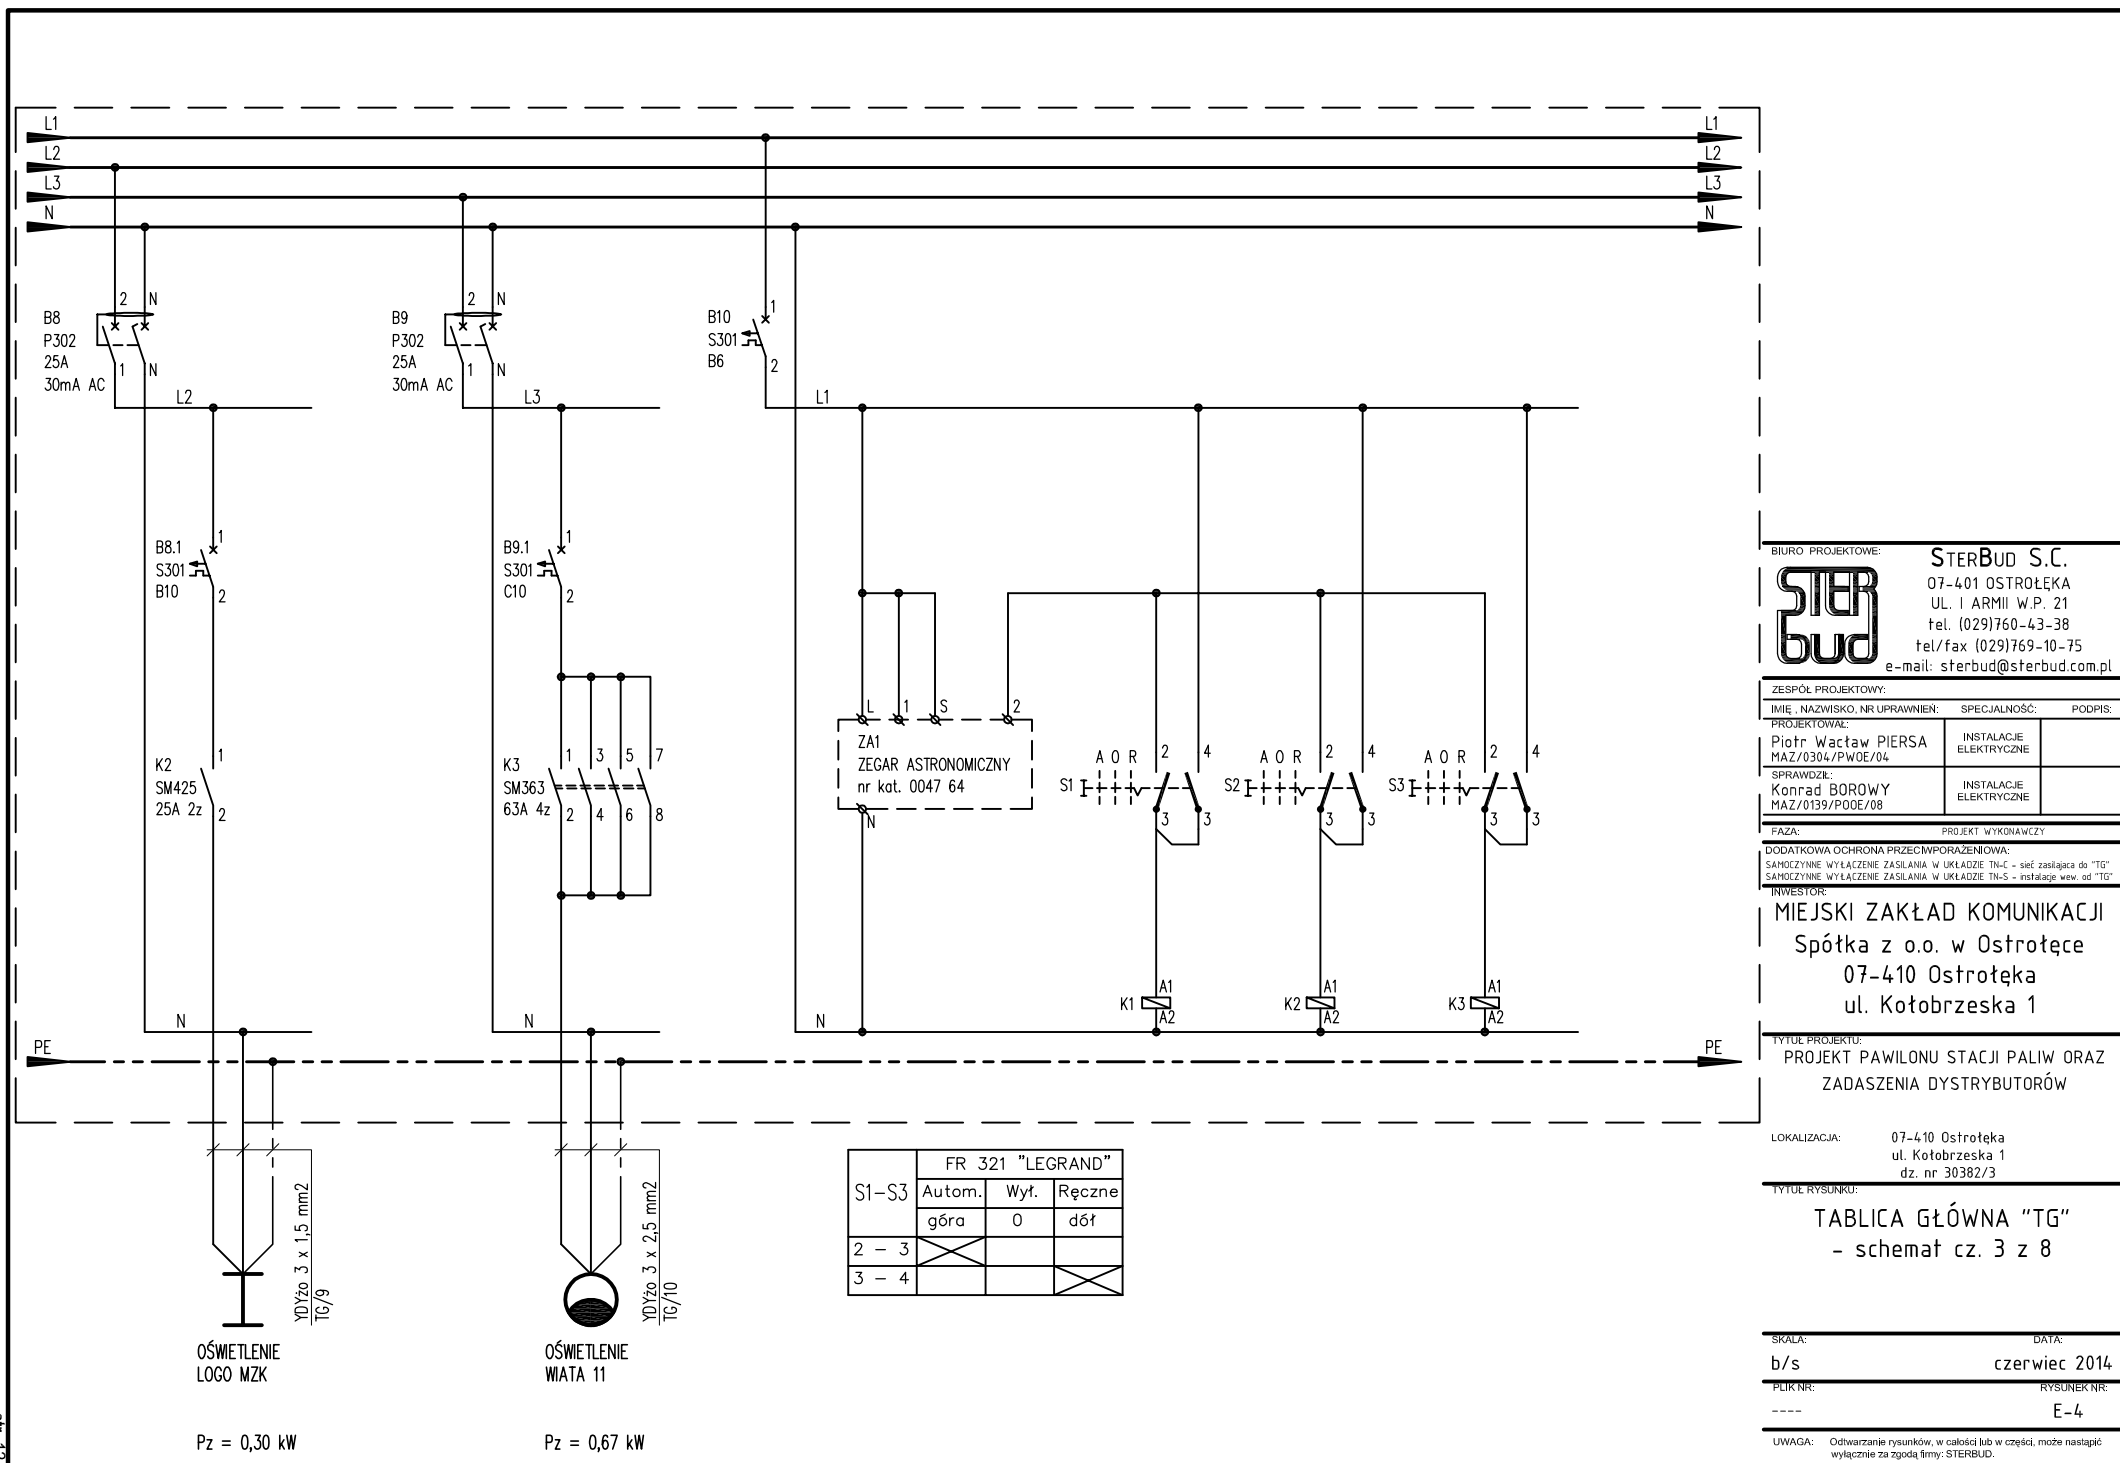 L1
L2
L3
N
L1
L2
L3
N
B8
P302
25A
30mA AC
2 N
1 N
L2
B8.1
S301
B10
1
2
K2
SM425
25A 2z
1
2
N
PE
B9
P302
25A
30mA AC
2 N
1 N
L3
B9.1
S301
C10
1
2
K3
SM363
63A 4z
1 3 5 7
2 4 6 8
N
B10
S301
B6
1
2
L1
L 1 S 2
ZA1
ZEGAR ASTRONOMICZNY
nr kat. 0047 64
N
A O R
S1
2 4
3 3
A O R
S2
2 4
3 3
A O R
S3
2 4
3 3
K1
A1
A2
K2
A1
A2
K3
A1
A2
N
PE
YDYżo 3 x 1,5 mm2
TG/9
OŚWIETLENIE
LOGO MZK
Pz = 0,30 kW
YDYżo 3 x 2,5 mm2
TG/10
OŚWIETLENIE
WIATA 11
Pz = 0,67 kW
S1-S3
FR 321 "LEGRAND"
Autom. Wył. Ręczne
góra 0 dół
2 - 3
3 - 4
BIURO PROJEKTOWE:
STER
bud
STERBUD S.C.
07-401 OSTROŁĘKA
UL. I ARMII W.P. 21
tel. (029)760-43-38
tel/fax (029)769-10-75
e-mail: sterbud@sterbud.com.pl
ZESPÓŁ PROJEKTOWY:
IMIĘ , NAZWISKO, NR UPRAWNIEŃ: SPECJALNOŚĆ: PODPIS:
PROJEKTOWAŁ:
Piotr Wacław PIERSA
MAZ/0304/PWOE/04
INSTALACJE
ELEKTRYCZNE
SPRAWDZIŁ:
Konrad BOROWY
MAZ/0139/POOE/08
INSTALACJE
ELEKTRYCZNE
FAZA: PROJEKT WYKONAWCZY
DODATKOWA OCHRONA PRZECIWPORAŻENIOWA:
SAMOCZYNNE WYŁĄCZENIE ZASILANIA W UKŁADZIE TN-C - sieć zasilająca do "TG"
SAMOCZYNNE WYŁĄCZENIE ZASILANIA W UKŁADZIE TN-S - instalacje wew. od "TG"
INWESTOR:
MIEJSKI ZAKŁAD KOMUNIKACJI
Spółka z o.o. w Ostrołęce
07-410 Ostrołęka
ul. Kołobrzeska 1
TYTUŁ PROJEKTU:
PROJEKT PAWILONU STACJI PALIW ORAZ
ZADASZENIA DYSTRYBUTORÓW
LOKALIZACJA:
07-410 Ostrołęka
ul. Kołobrzeska 1
dz. nr 30382/3
TYTUŁ RYSUNKU:
TABLICA GŁÓWNA "TG"
- schemat cz. 3 z 8
SKALA: DATA:
b/s czerwiec 2014
PLIK NR: RYSUNEK NR:
---- E-4
UWAGA: Odtwarzanie rysunków, w całości lub w części, może nastąpić
wyłącznie za zgodą firmy: STERBUD.